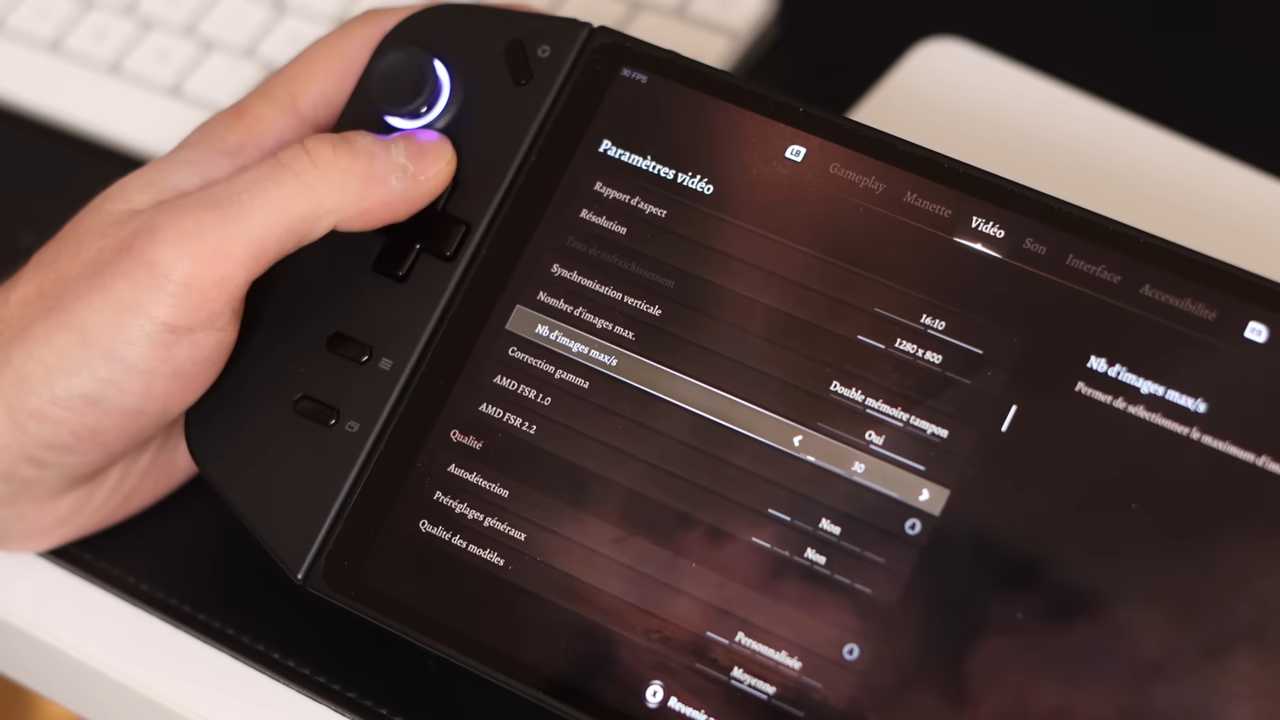 30 FPS
LB
Gameplay
Manette
Vidéo
Son
Interface
Accessibilité
Paramètres vidéo
Rapport d'aspect
16:10
Résolution
1280 x 800
Taux de rafraîchissement
Synchronisation verticale
Double mémoire tampon
Nombre d'images max.
Oui
Nb d'images max/s
30
Correction gamma
AMD FSR 1.0
Non
AMD FSR 2.2
Non
Qualité
Autodétection
Préréglages généraux
Personnalisée
Qualité des modèles
Moyenne
Nb d'images max/s
Permet de sélectionner le maximum
X